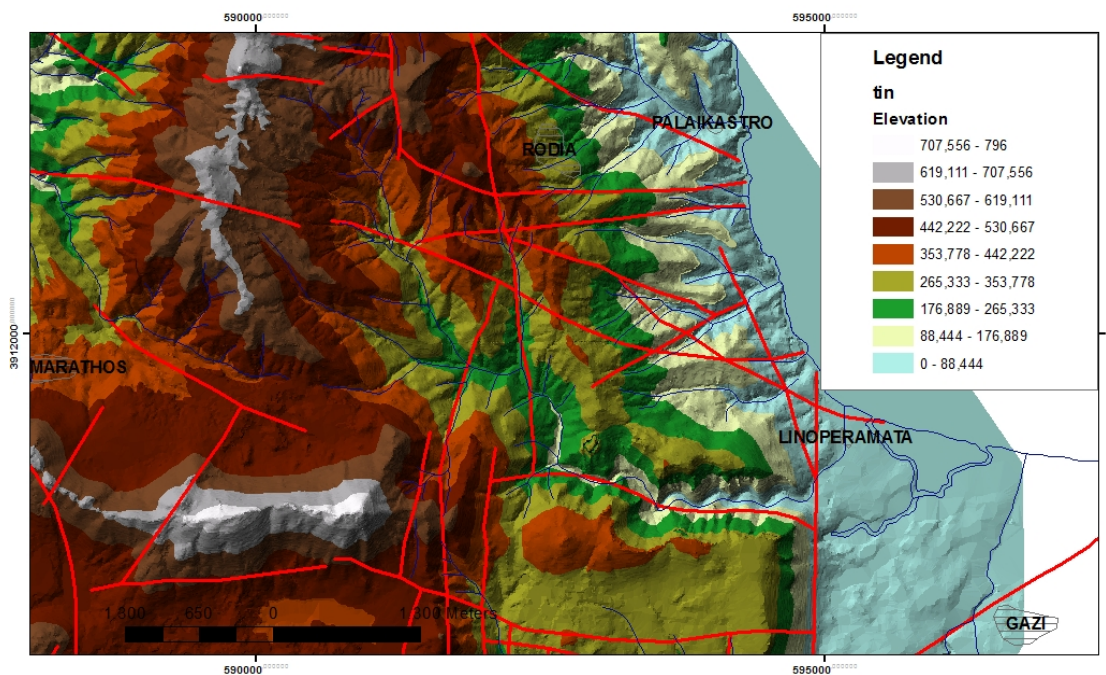 590000
595000
Legend
tin
Elevation
707,556 - 796
619,111 - 707,556
530,667 - 619,111
442,222 - 530,667
353,778 - 442,222
265,333 - 353,778
176,889 - 265,333
88,444 - 176,889
0 - 88,444
PALAIKASTRO
RODIA
3912000
MARATHOS
LINOPERAMATA
1.300 650 0 1.300 Meters
GAZI
590000
595000